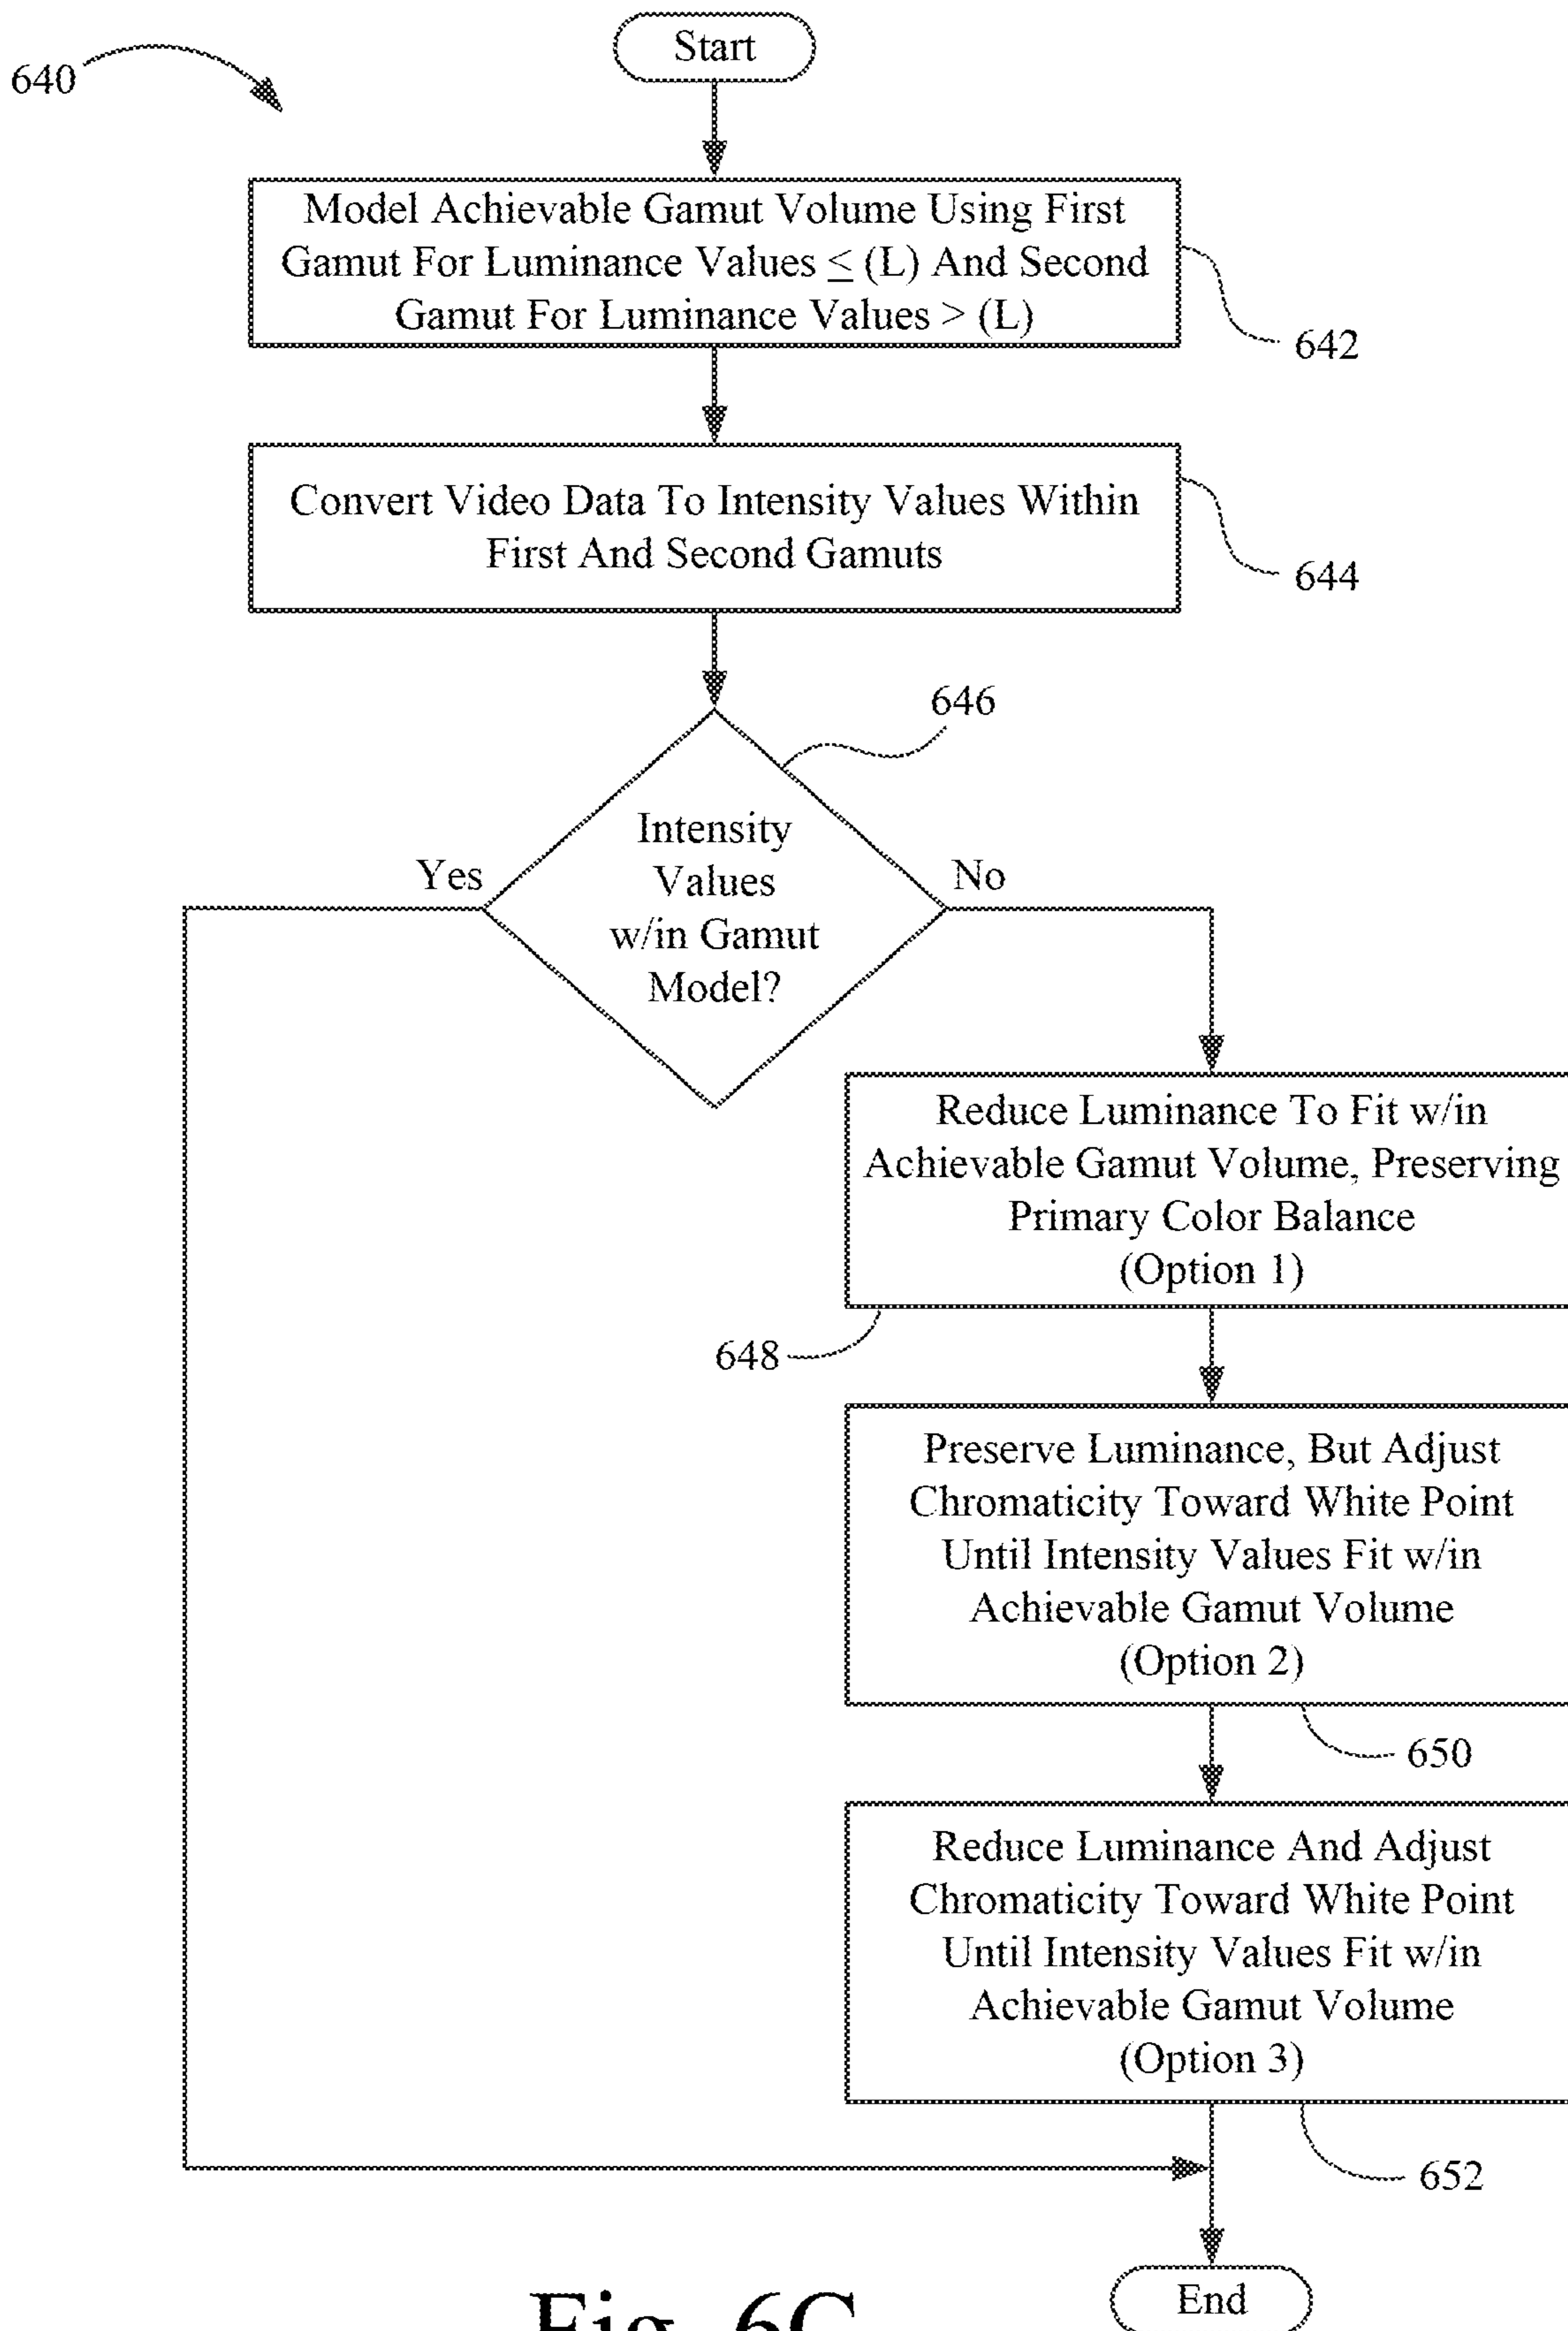 Start
640
Model Achievable Gamut Volume Using First
Gamut For Luminance Values ≤ (L) And Second
Gamut For Luminance Values > (L)
642
Convert Video Data To Intensity Values Within
First And Second Gamuts
644
646
Intensity
Values
w/in Gamut
Model?
Yes
No
Reduce Luminance To Fit w/in
Achievable Gamut Volume, Preserving
Primary Color Balance
(Option 1)
648
Preserve Luminance, But Adjust
Chromaticity Toward White Point
Until Intensity Values Fit w/in
Achievable Gamut Volume
(Option 2)
650
Reduce Luminance And Adjust
Chromaticity Toward White Point
Until Intensity Values Fit w/in
Achievable Gamut Volume
(Option 3)
652
End
Fig. 6C